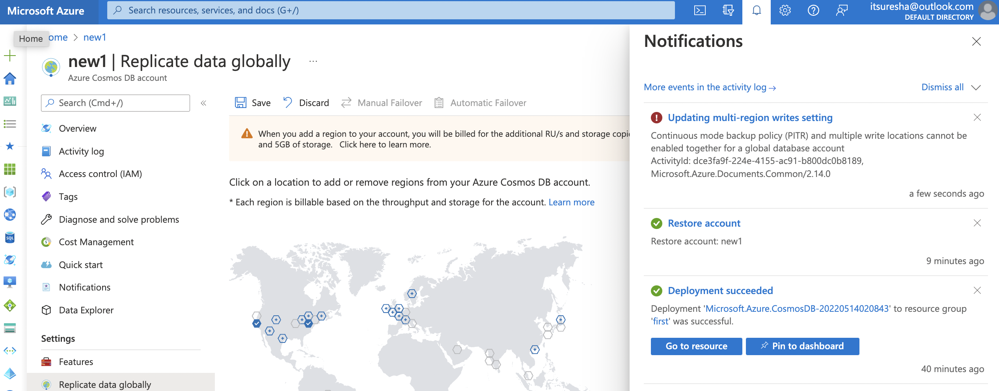 Microsoft Azure
Search resources, services, and docs (G+/)
itsuresha@outlook.com
DEFAULT DIRECTORY
Home
ome > new1
new1 | Replicate data globally ...
Azure Cosmos DB account
Search (Cmd+/)
«
Overview
Activity log
Access control (IAM)
Tags
Diagnose and solve problems
Cost Management
Quick start
Notifications
Data Explorer
Settings
Features
Replicate data globally
SQL
Save
Discard
Manual Failover
Automatic Failover
When you add a region to your account, you will be billed for the additional RU/s and storage copi
and 5GB of storage. Click here to learn more.
Click on a location to add or remove regions from your Azure Cosmos DB account.
* Each region is billable based on the throughput and storage for the account. Learn more
Notifications
More events in the activity log →
Dismiss all
Updating multi-region writes setting
Continuous mode backup policy (PITR) and multiple write locations cannot be
enabled together for a global database account
ActivityId: dce3fa9f-224e-4155-ac91-b800dc0b8189,
Microsoft.Azure.Documents.Common/2.14.0
a few seconds ago
Restore account
Restore account: new1
9 minutes ago
Deployment succeeded
Deployment 'Microsoft.Azure.CosmosDB-20220514020843' to resource group
'first' was successful.
Go to resource
Pin to dashboard
40 minutes ago